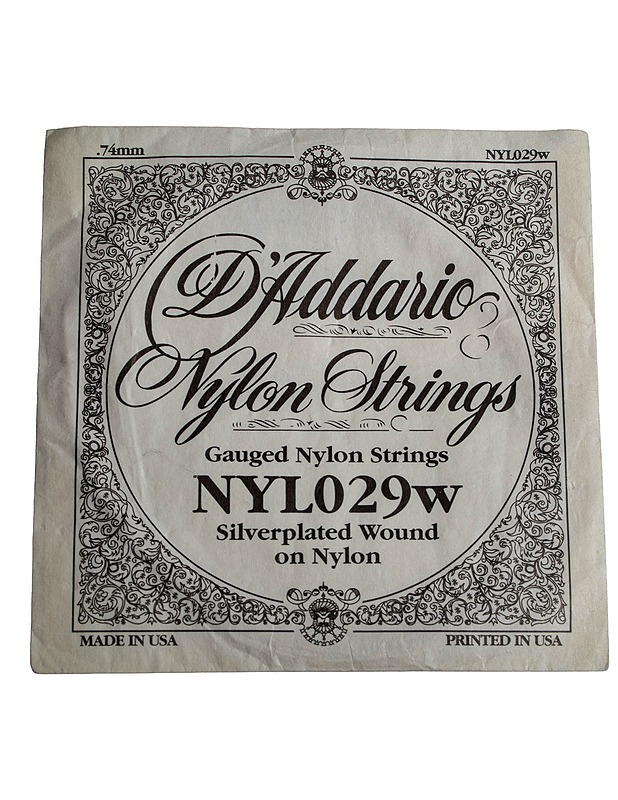 .74mm NYL029w
D'Addario
Nylon Strings
Gauged Nylon Strings
NYL029w
Silverplated Wound
on Nylon
MADE IN USA PRINTED IN USA